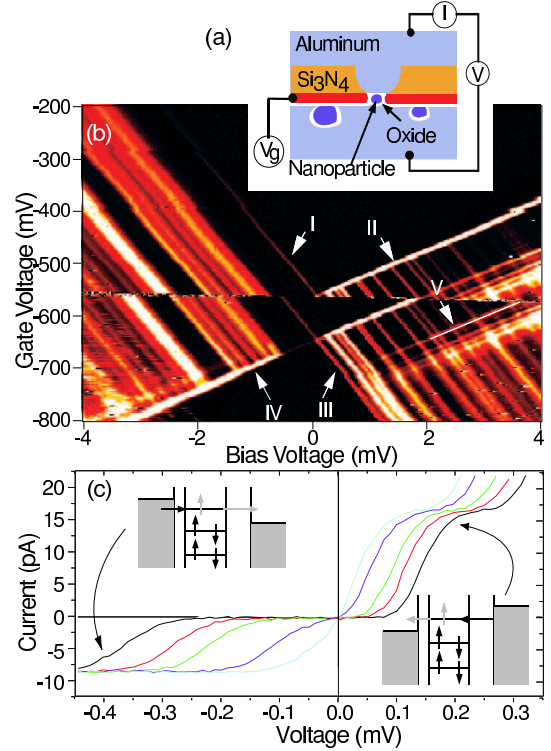 (a)
I
Aluminum
Si3N4
V
Vg
Oxide
Nanoparticle
(b)
-200
-300
-400
-500
-600
-700
-800
Gate Voltage (mV)
I
II
V
IV
III
-4 -2 0 2 4
Bias Voltage (mV)
(c)
20
15
10
5
0
-5
-10
Current (pA)
-0.4 -0.3 -0.2 -0.1 0.0 0.1 0.2 0.3
Voltage (mV)